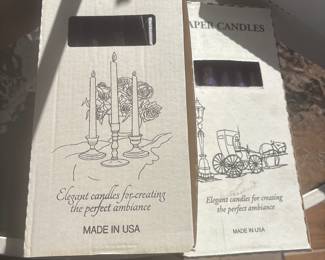 APER CANDLES
Elegant candles for creating
the perfect ambiance
MADE IN USA
Elegant candles for creating
the perfect ambiance
MADE IN USA